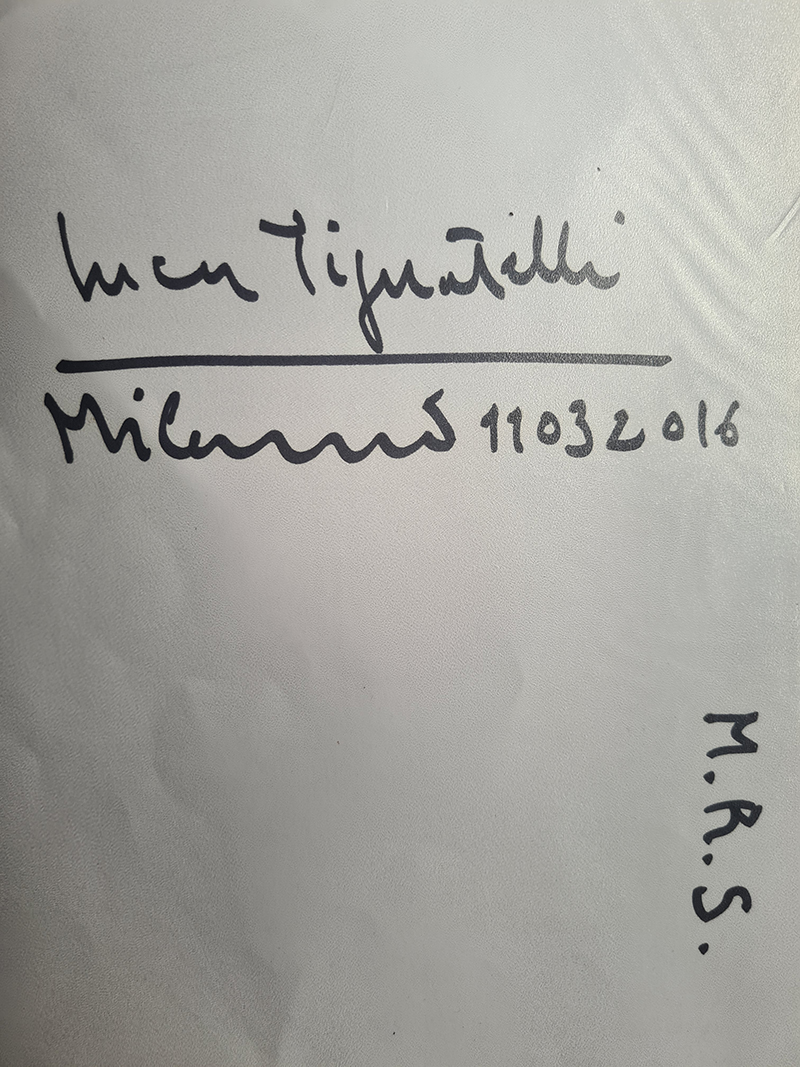 Luca Pignatelli
Milano 11032016
M.R.S.